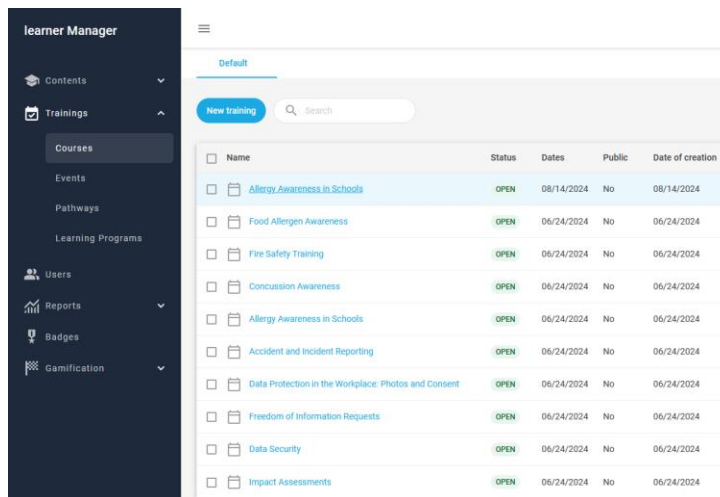 learner Manager
Default
Contents
Trainings
Courses
Events
Pathways
Learning Programs
Users
Reports
Badges
Gamification
New training
Search
Name Status Dates Public Date of creation
Allergy Awareness in Schools OPEN 08/14/2024 No 08/14/2024
Food Allergen Awareness OPEN 06/24/2024 No 06/24/2024
Fire Safety Training OPEN 06/24/2024 No 06/24/2024
Concussion Awareness OPEN 06/24/2024 No 06/24/2024
Allergy Awareness in Schools OPEN 06/24/2024 No 06/24/2024
Accident and Incident Reporting OPEN 06/24/2024 No 06/24/2024
Data Protection in the Workplace: Photos and Consent OPEN 06/24/2024 No 06/24/2024
Freedom of Information Requests OPEN 06/24/2024 No 06/24/2024
Data Security OPEN 06/24/2024 No 06/24/2024
Impact Assessments OPEN 06/24/2024 No 06/24/2024